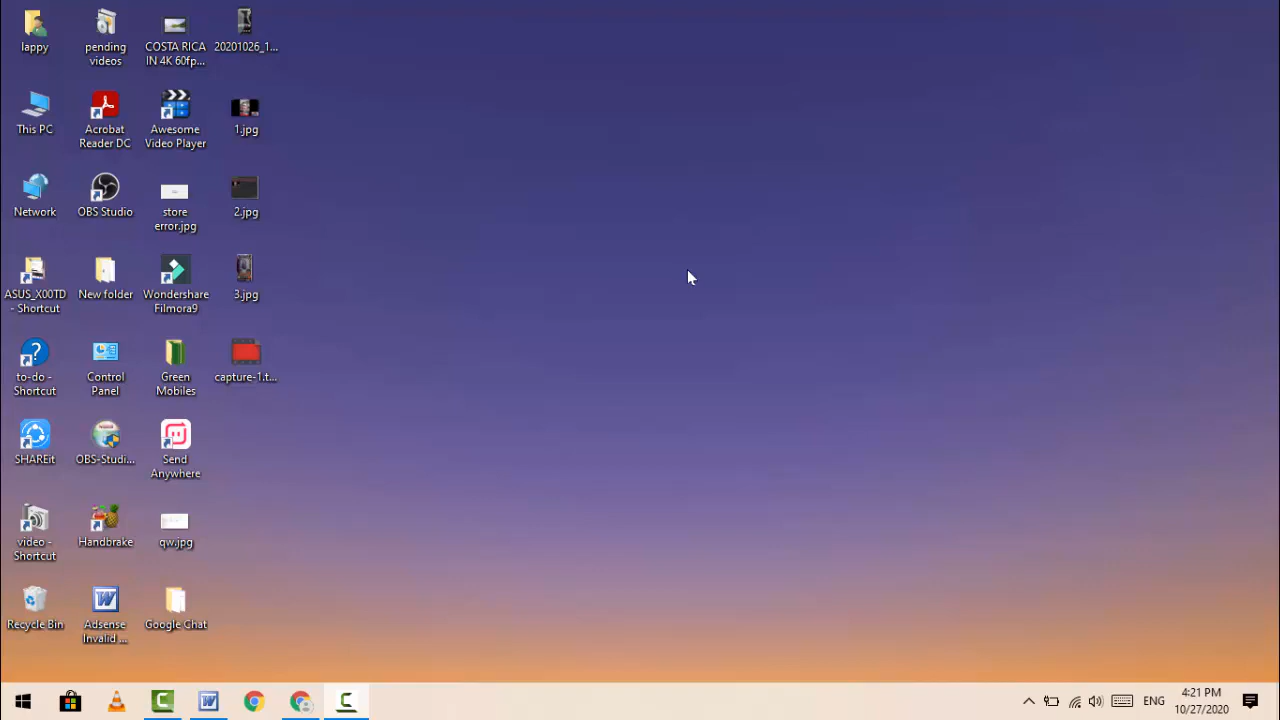 lappy
pending
videos
COSTA RICA
IN 4K 60fp...
20201026_1...
This PC
Acrobat
Reader DC
Awesome
Video Player
1.jpg
Network
OBS Studio
store
error.jpg
2.jpg
ASUS_X00TD
- Shortcut
New folder
Wondershare
Filmora9
3.jpg
to-do -
Shortcut
Control
Panel
Green
Mobiles
capture-1.t...
SHAREit
OBS-Studi...
Send
Anywhere
video -
Shortcut
Handbrake
qw.jpg
Recycle Bin
Adsense
Invalid ...
Google Chat
ENG
4:21 PM
10/27/2020